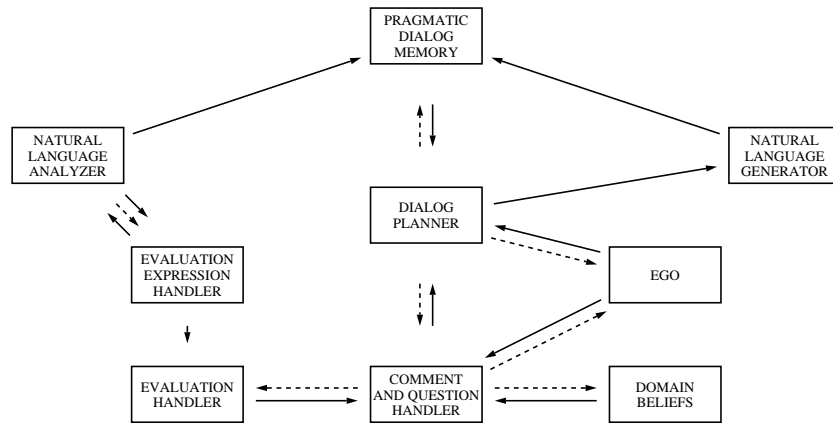 PRAGMATIC
DIALOG
MEMORY
NATURAL
LANGUAGE
ANALYZER
NATURAL
LANGUAGE
GENERATOR
DIALOG
PLANNER
EVALUATION
EXPRESSION
HANDLER
EGO
EVALUATION
HANDLER
COMMENT
AND QUESTION
HANDLER
DOMAIN
BELIEFS